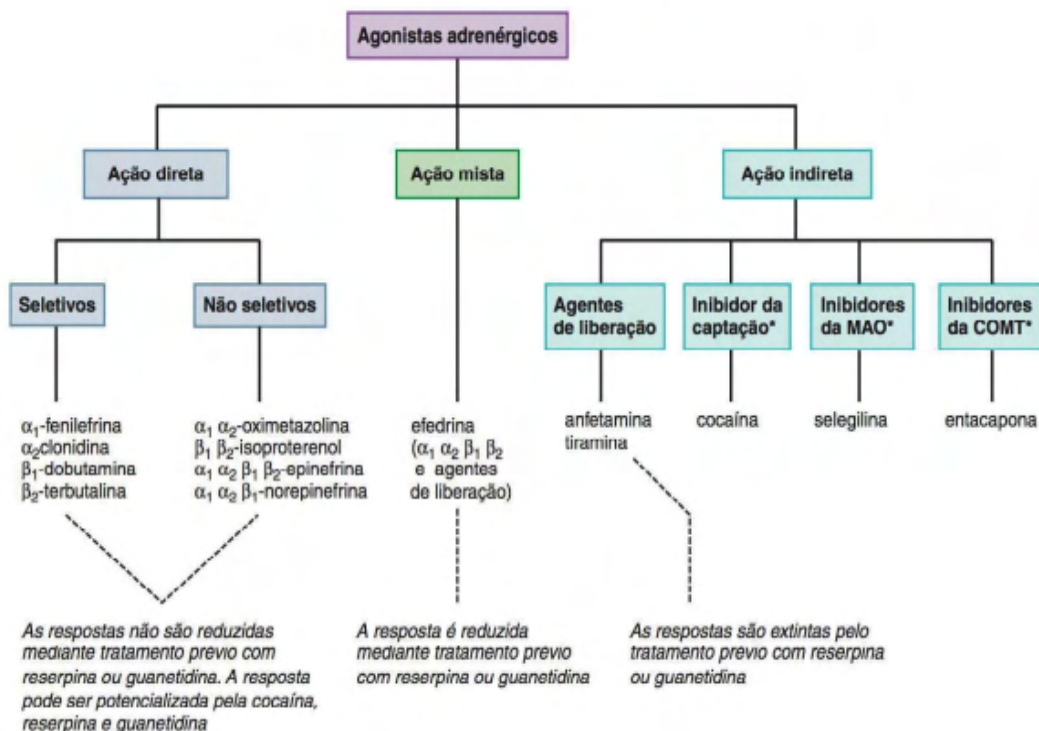 Agonistas adrenérgicos
Ação direta
Ação mista
Ação indireta
Seletivos
Não seletivos
Agentes
de liberação
Inibidor da
captação*
Inibidores
da MAO*
Inibidores
da COMT*
α₁-fenilefrina
α₂clonidina
β₁-dobutamina
β₂-terbutalina
α₁ α₂-oximetazolina
β₁ β₂-isoproterenol
α₁ α₂ β₁ β₂-epinefrina
α₁ α₂ β₁-norepinefrina
efedrina
(α₁ α₂ β₁ β₂
e agentes
de liberação)
anfetamina
tiramina
cocaína
selegilina
entacapona
As respostas não são reduzidas
mediante tratamento prévio com
reserpina ou guanetidina. A resposta
pode ser potencializada pela cocaína,
reserpina e guanetidina
A resposta é reduzida
mediante tratamento prévio
com reserpina ou guanetidina
As respostas são extintas pelo
tratamento prévio com reserpina
ou guanetidina